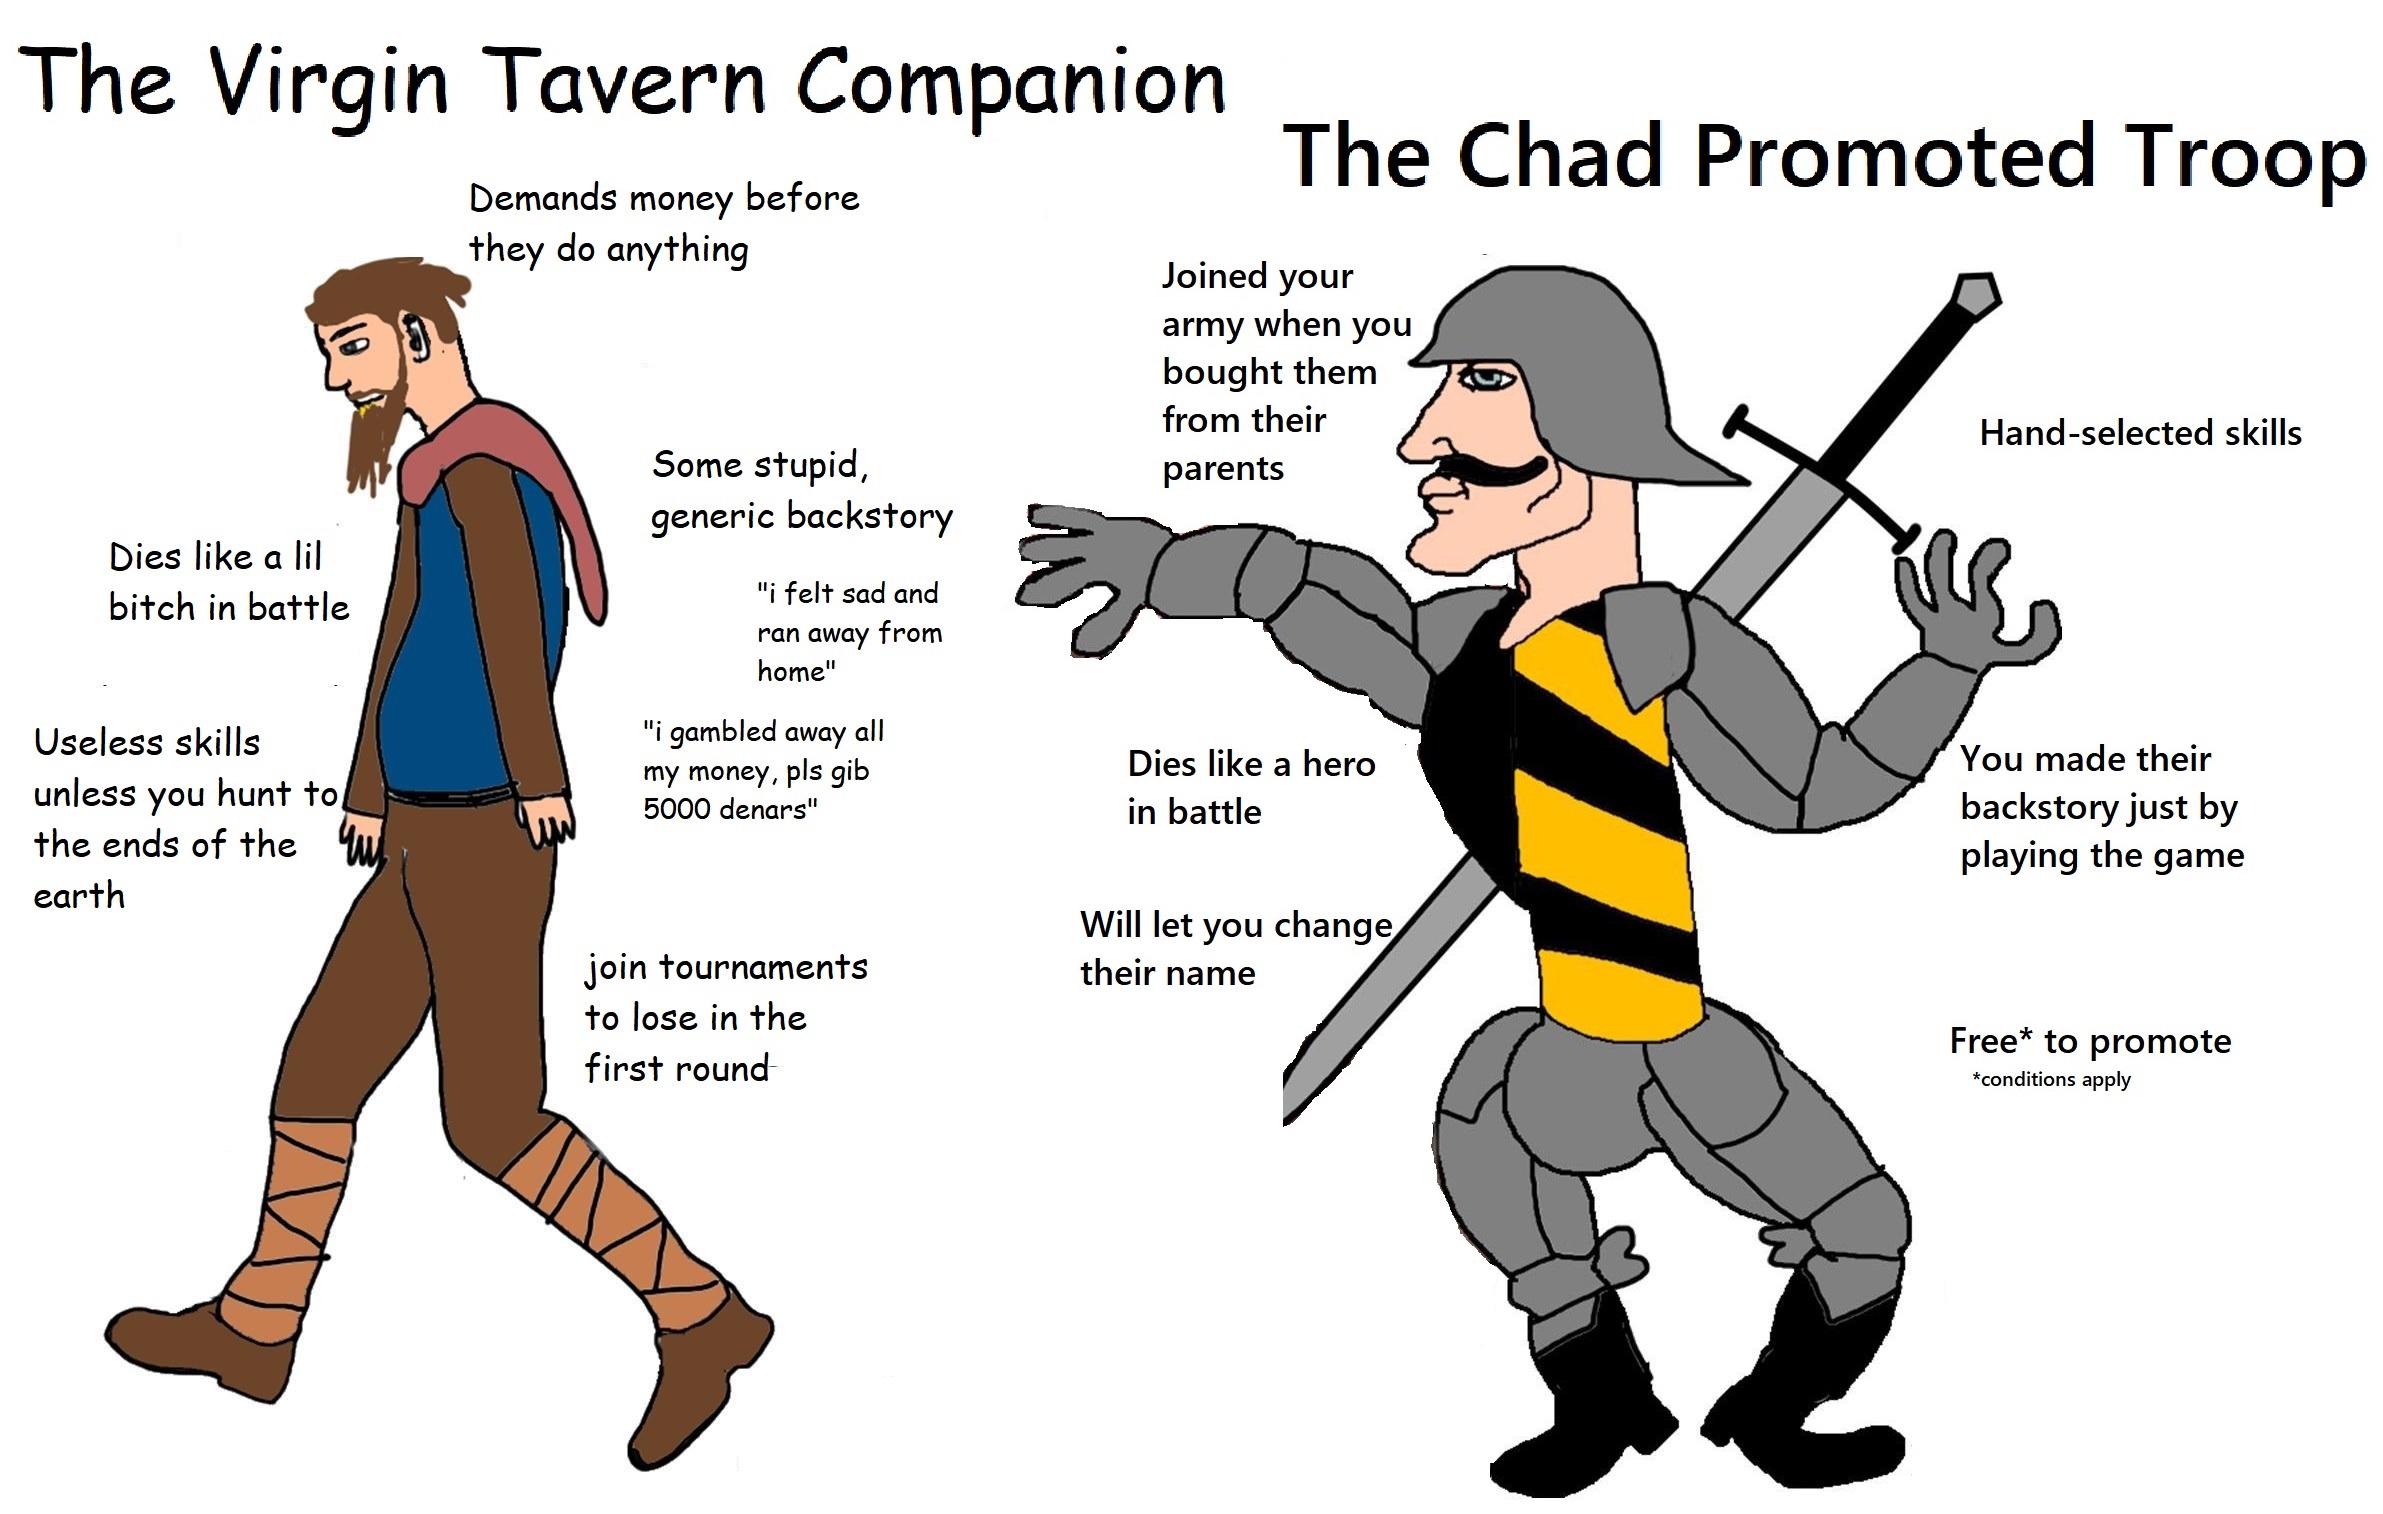 The Virgin Tavern Companion
Demands money before
they do anything
Some stupid,
generic backstory
"i felt sad and
ran away from
home"
"i gambled away all
my money, pls gib
5000 denars"
Dies like a lil
bitch in battle
Useless skills
unless you hunt to
the ends of the
earth
join tournaments
to lose in the
first round
The Chad Promoted Troop
Joined your
army when you
bought them
from their
parents
Hand-selected skills
Dies like a hero
in battle
You made their
backstory just by
playing the game
Will let you change
their name
Free* to promote
*conditions apply